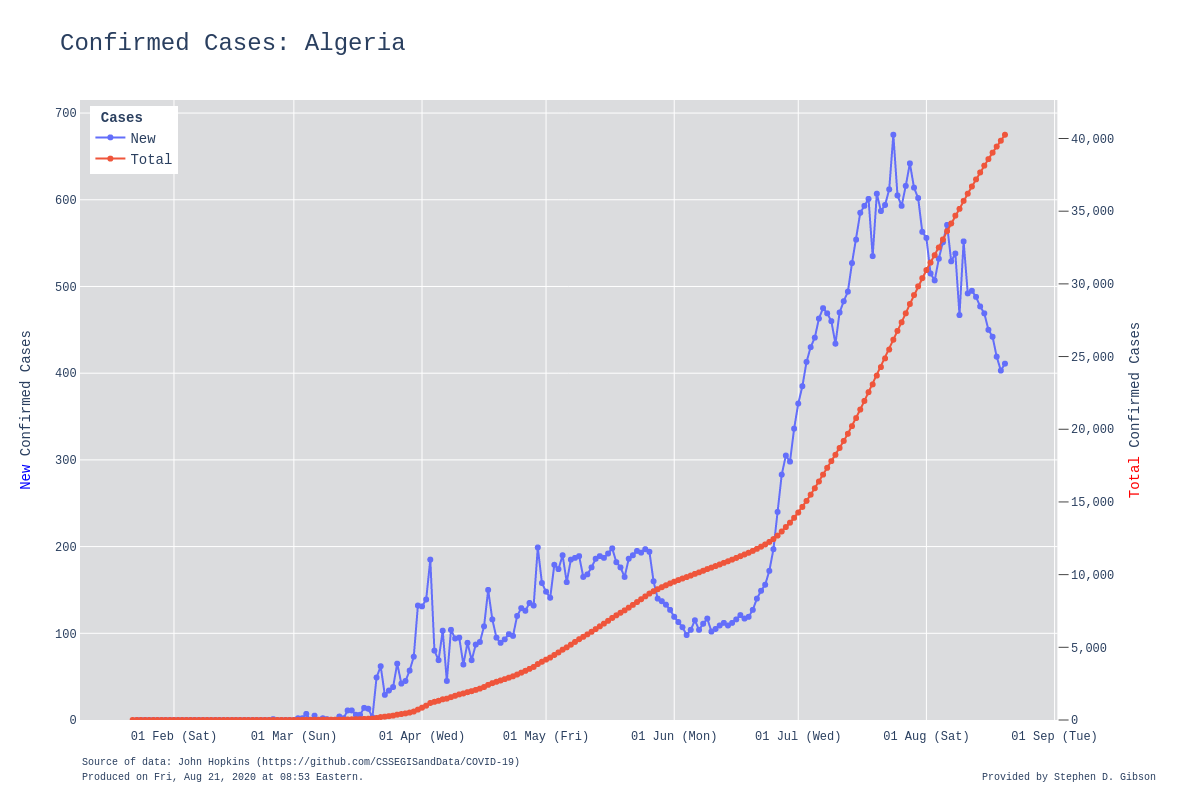 Confirmed Cases: Algeria
Cases
New
Total
700
600
500
400
300
200
100
0
New Confirmed Cases
40,000
35,000
30,000
25,000
20,000
15,000
10,000
5,000
0
Total Confirmed Cases
01 Feb (Sat) 01 Mar (Sun) 01 Apr (Wed) 01 May (Fri) 01 Jun (Mon) 01 Jul (Wed) 01 Aug (Sat) 01 Sep (Tue)
Source of data: John Hopkins (https://github.com/CSSEGISandData/COVID-19)
Produced on Fri, Aug 21, 2020 at 08:53 Eastern.
Provided by Stephen D. Gibson